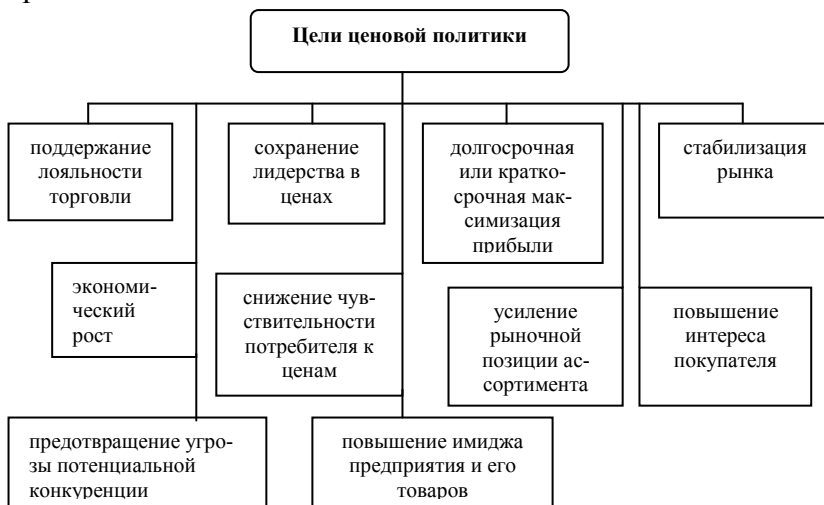 Цели ценовой политики
поддержание
лояльности
торговли
сохранение
лидерства в
ценах
долгосрочная
или кратко-
срочная мак-
симизация
прибыли
стабилизация
рынка
экономи-
ческий
рост
снижение чув-
ствительности
потребителя к
ценам
усиление
рыночной
позиции ас-
сортимента
повышение
интереса
покупателя
предотвращение угро-
зы потенциальной
конкуренции
повышение имиджа
предприятия и его
товаров